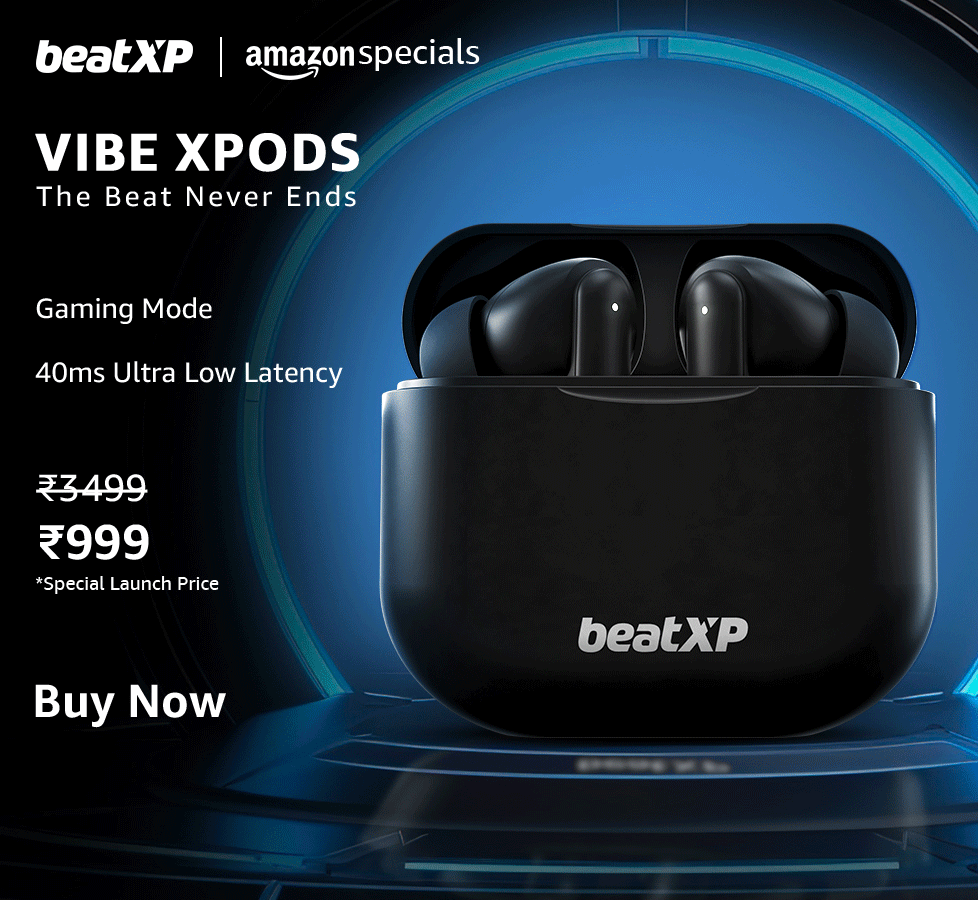 beatXP | amazonspecials
VIBE XPODS
The Beat Never Ends
Gaming Mode
40ms Ultra Low Latency
₹3499
₹999
*Special Launch Price
beatXP
Buy Now